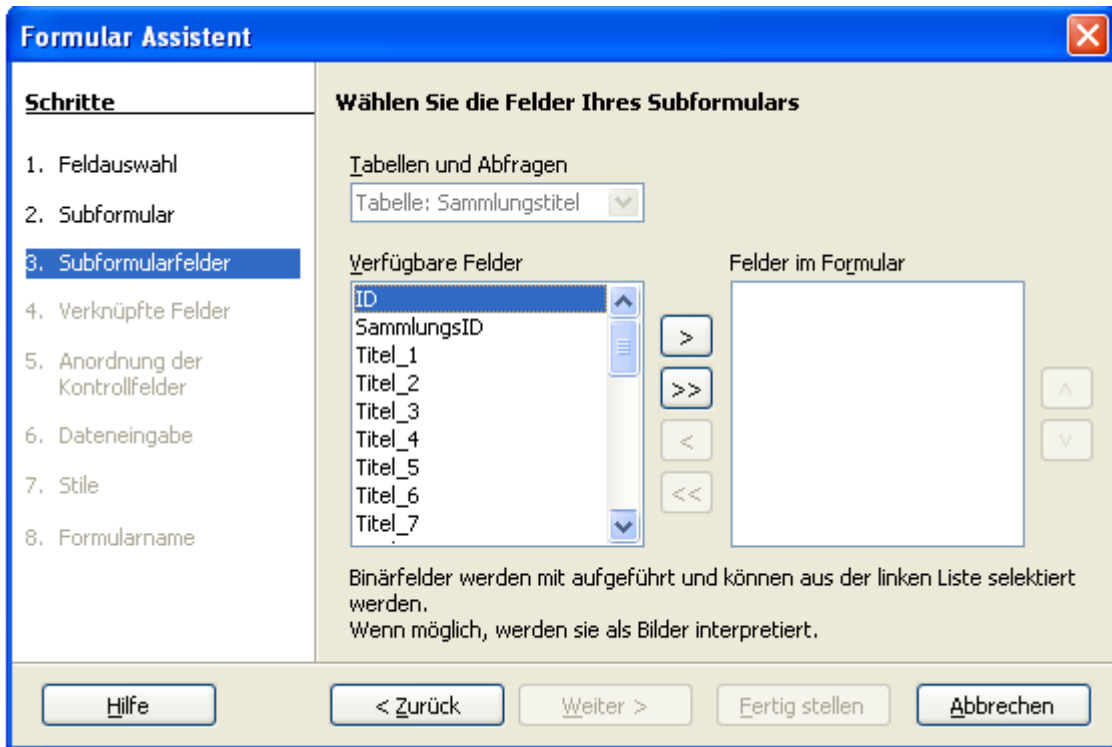 Formular Assistent
Schritte
1. Feldauswahl
2. Subformular
3. Subformularfelder
4. Verknüpfte Felder
5. Anordnung der
Kontrollfelder
6. Dateneingabe
7. Stile
8. Formularname
Wählen Sie die Felder Ihres Subformulars
Tabellen und Abfragen
Tabelle: Sammlungstitel
Verfügbare Felder
ID
SammlungsID
Titel_1
Titel_2
Titel_3
Titel_4
Titel_5
Titel_6
Titel_7
>
>>
<
<<
Felder im Formular
Binärfelder werden mit aufgeführt und können aus der linken Liste selektiert
werden.
Wenn möglich, werden sie als Bilder interpretiert.
Hilfe
< Zurück
Weiter >
Fertig stellen
Abbrechen